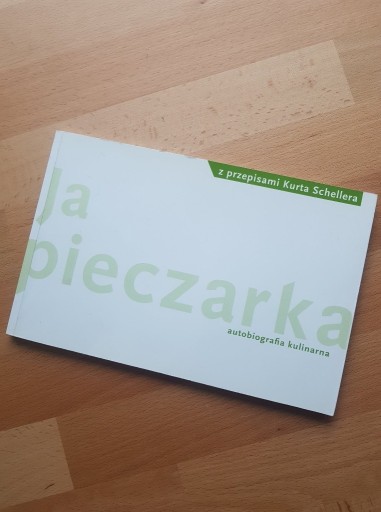 z przepisami Kurta Schellera
Ja
pieczarka
autobiografia kulinarna